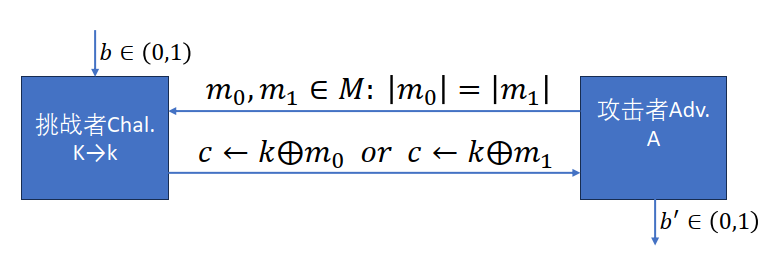 b ∈ (0,1)
m₀, m₁ ∈ M: |m₀| = |m₁|
挑战者Chal.
K→k
攻击者Adv.
A
c ← k⨁m₀ or c ← k⨁m₁
b′ ∈ (0,1)